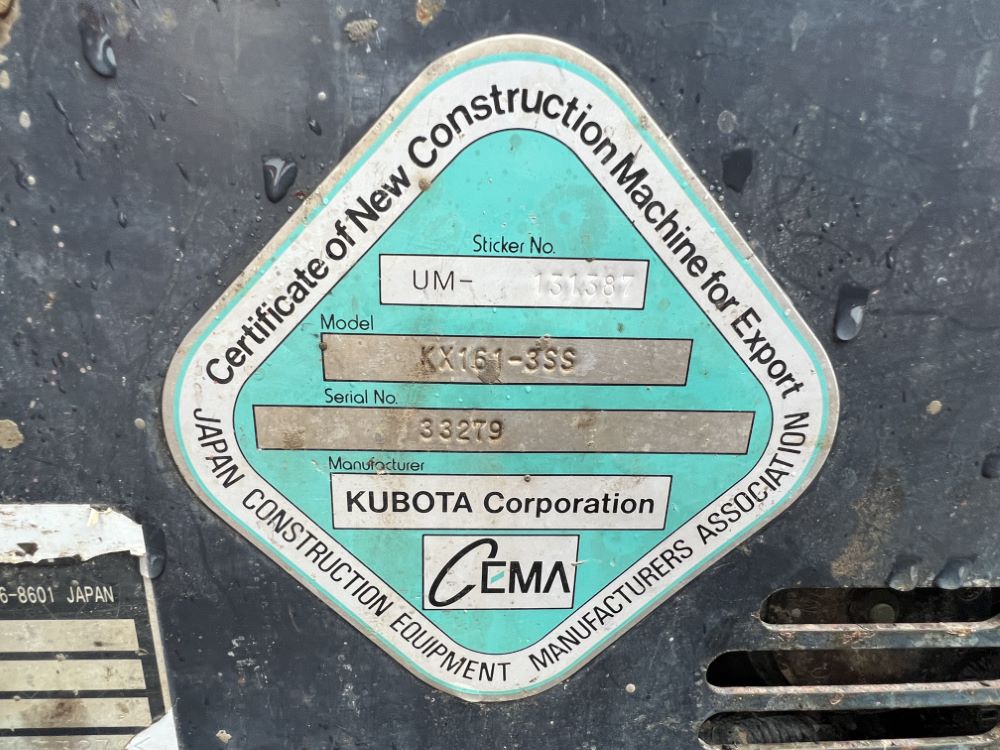 Certificate of New Construction Machine for Export
Sticker No.
UM- 131387
Model
KX161-3SS
Serial No.
33279
Manufacturer
KUBOTA Corporation
CEMA
JAPAN CONSTRUCTION EQUIPMENT MANUFACTURERS ASSOCIATION
6-8601 JAPAN